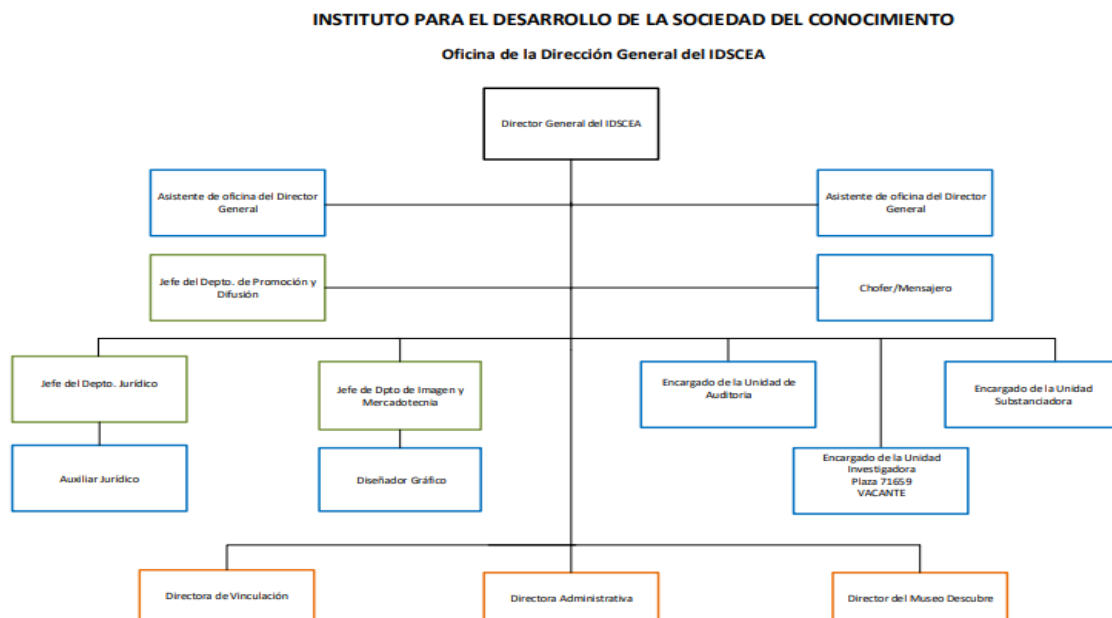 INSTITUTO PARA EL DESARROLLO DE LA SOCIEDAD DEL CONOCIMIENTO
Oficina de la Dirección General del IDSCEA
Director General del IDSCEA
Asistente de oficina del Director
General
Asistente de oficina del Director
General
Jefe del Depto. de Promoción y
Difusión
Chofer/Mensajero
Jefe del Depto. Jurídico
Jefe de Dpto de Imagen y
Mercadotecnia
Encargado de la Unidad de
Auditoria
Encargado de la Unidad
Substanciadora
Auxiliar Jurídico
Diseñador Gráfico
Encargado de la Unidad
Investigadora
Plaza 71659
VACANTE
Directora de Vinculación
Directora Administrativa
Director del Museo Descubre